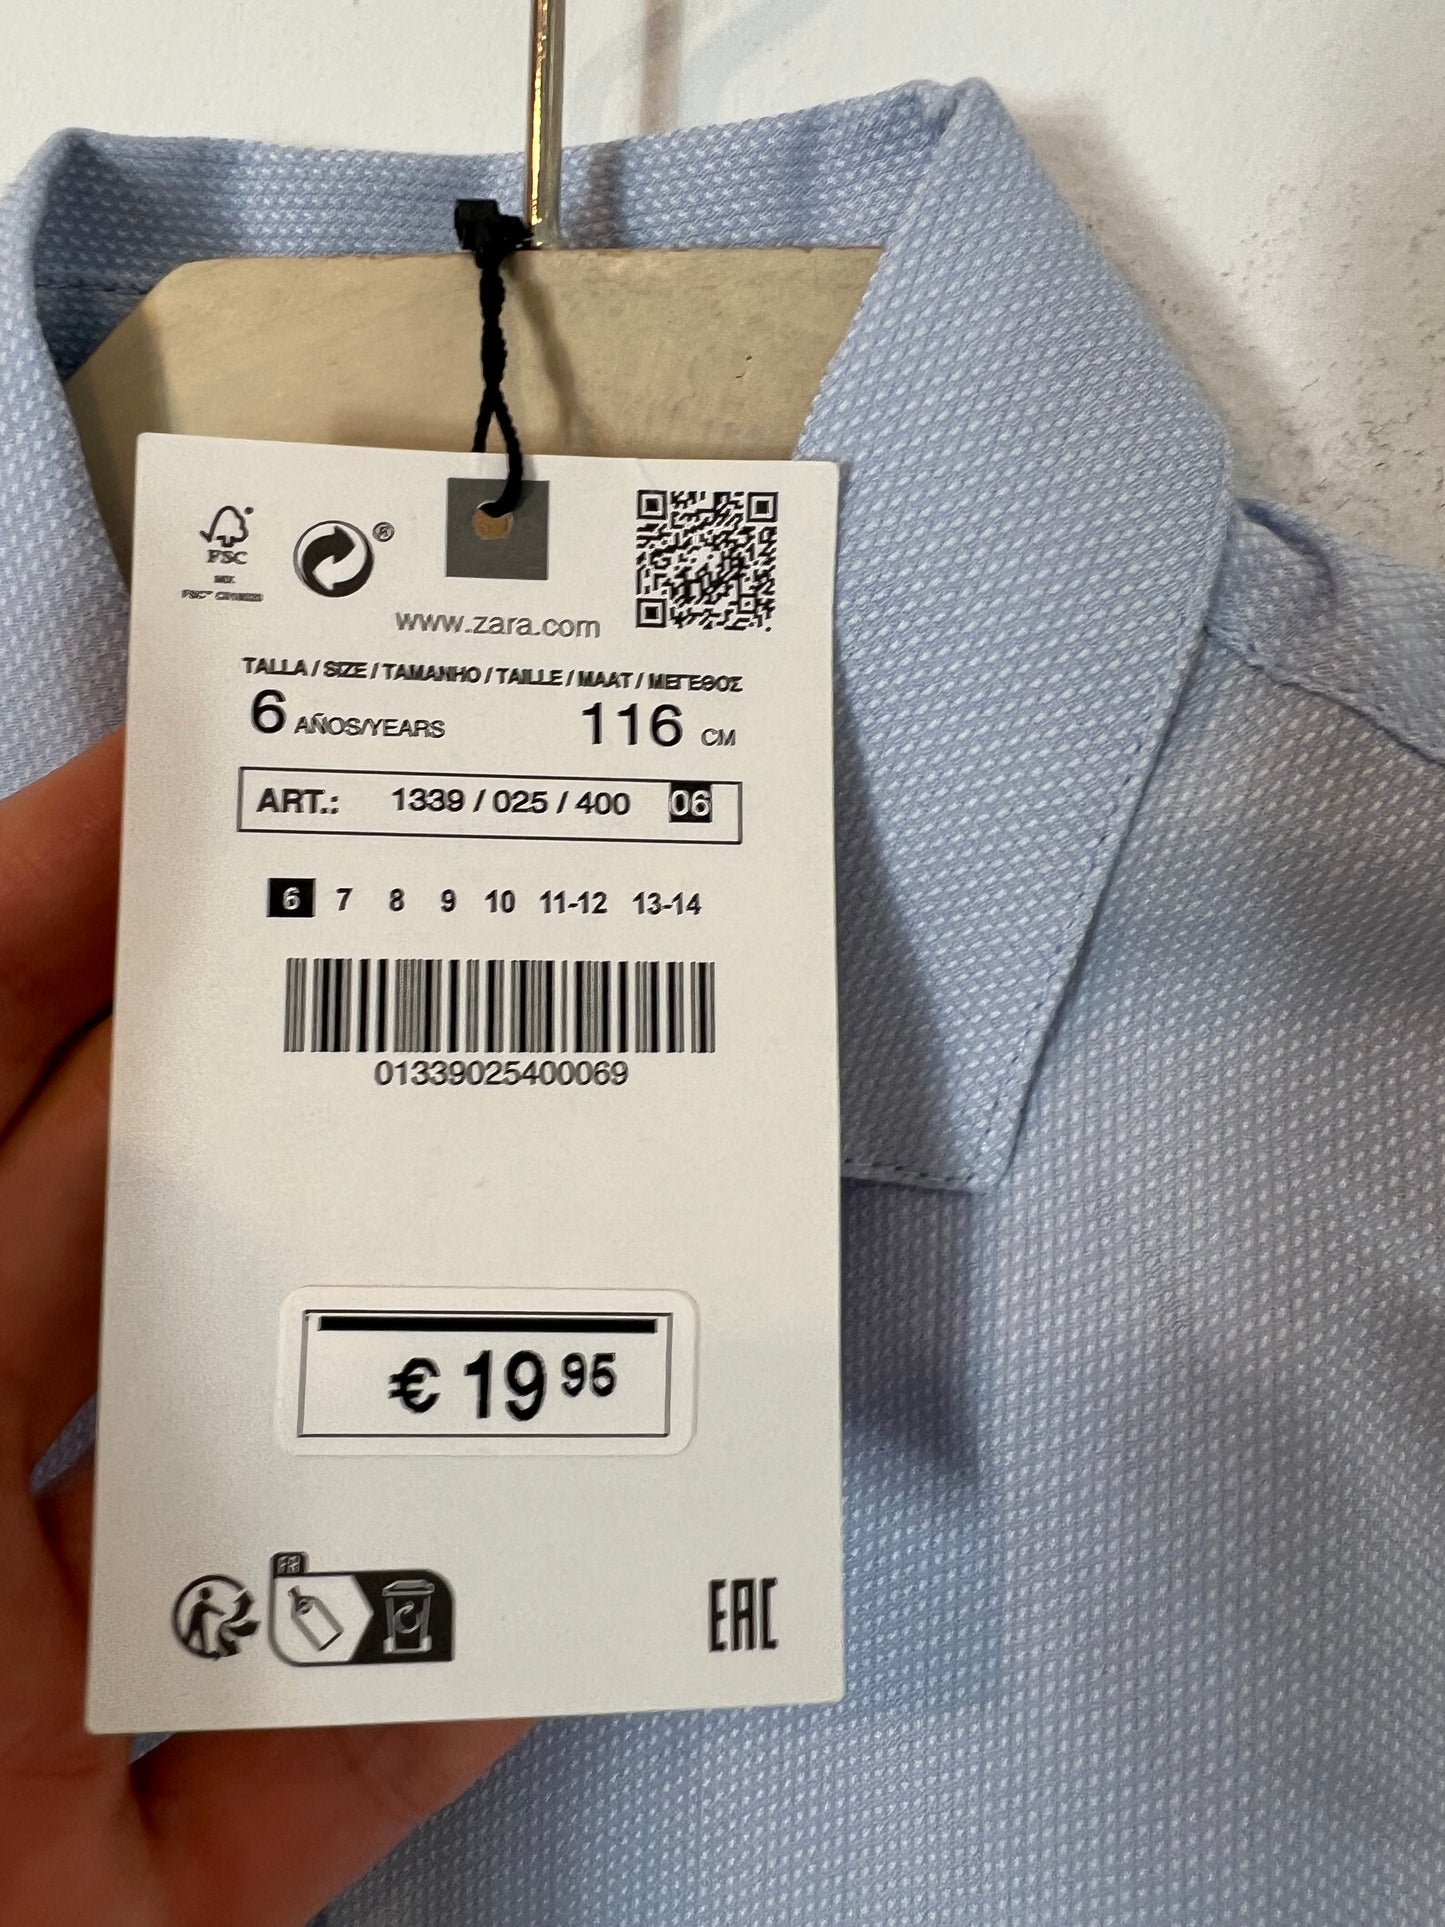 FSC
®
www.zara.com
TALLA / SIZE / TAMANHO / TAILLE / MAAT / ΜΕΓΕΘΟΣ
6 AÑOS/YEARS 116 CM
ART.: 1339 / 025 / 400 06
6 7 8 9 10 11-12 13-14
01339025400069
€ 19 95
FR
EAC